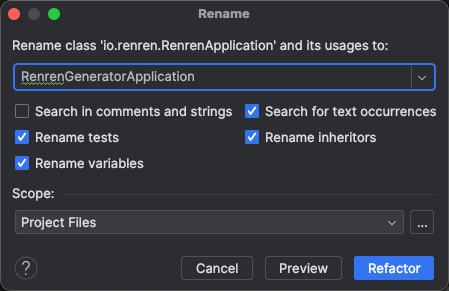 Rename
Rename class 'io.renren.RenrenApplication' and its usages to:
RenrenGeneratorApplication
Search in comments and strings
Search for text occurrences
Rename tests
Rename inheritors
Rename variables
Scope:
Project Files
...
?
Cancel
Preview
Refactor